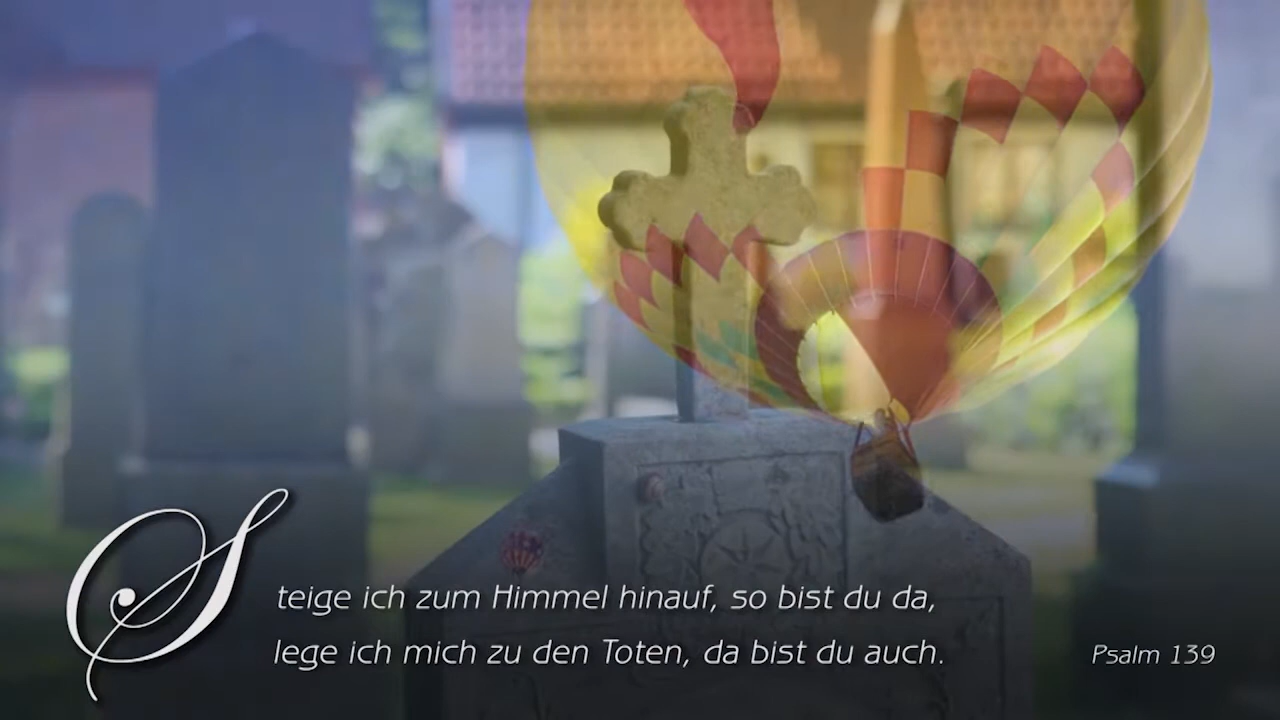 Steige ich zum Himmel hinauf, so bist du da,
lege ich mich zu den Toten, da bist du auch.
Psalm 139